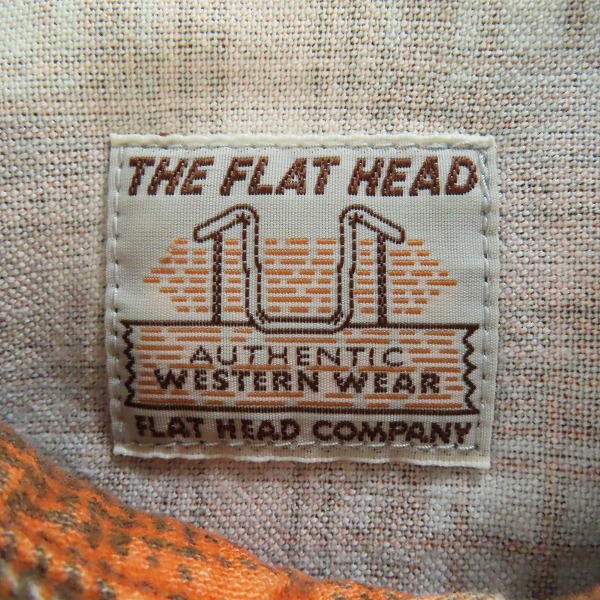 THE FLAT HEAD
AUTHENTIC
WESTERN WEAR
FLAT HEAD COMPANY